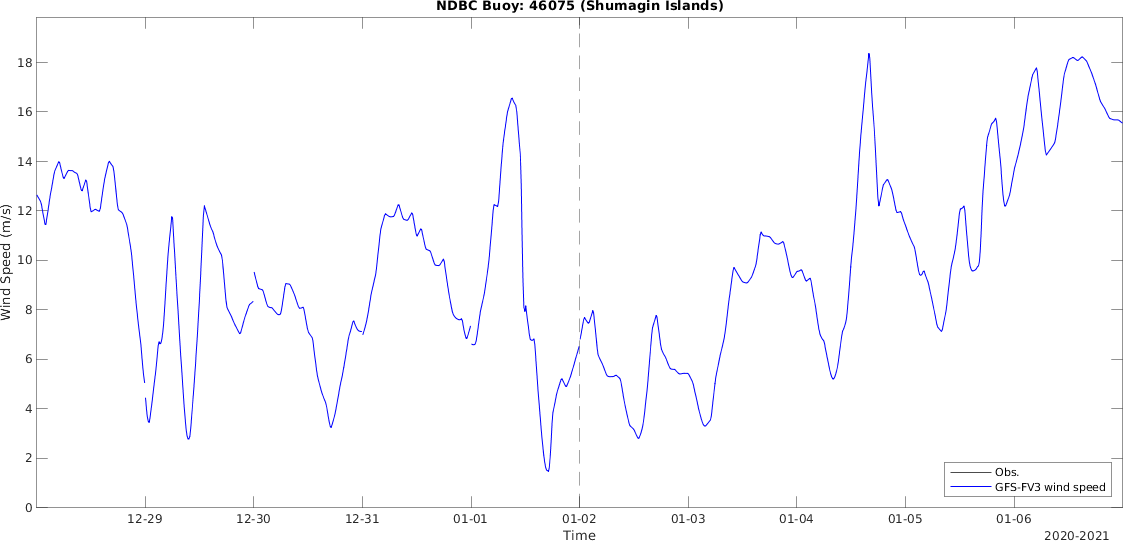 NDBC Buoy: 46075 (Shumagin Islands)
Wind Speed (m/s)
18
16
14
12
10
8
6
4
2
0
Obs.
GFS-FV3 wind speed
12-29 12-30 12-31 01-01 01-02 01-03 01-04 01-05 01-06
Time
2020-2021